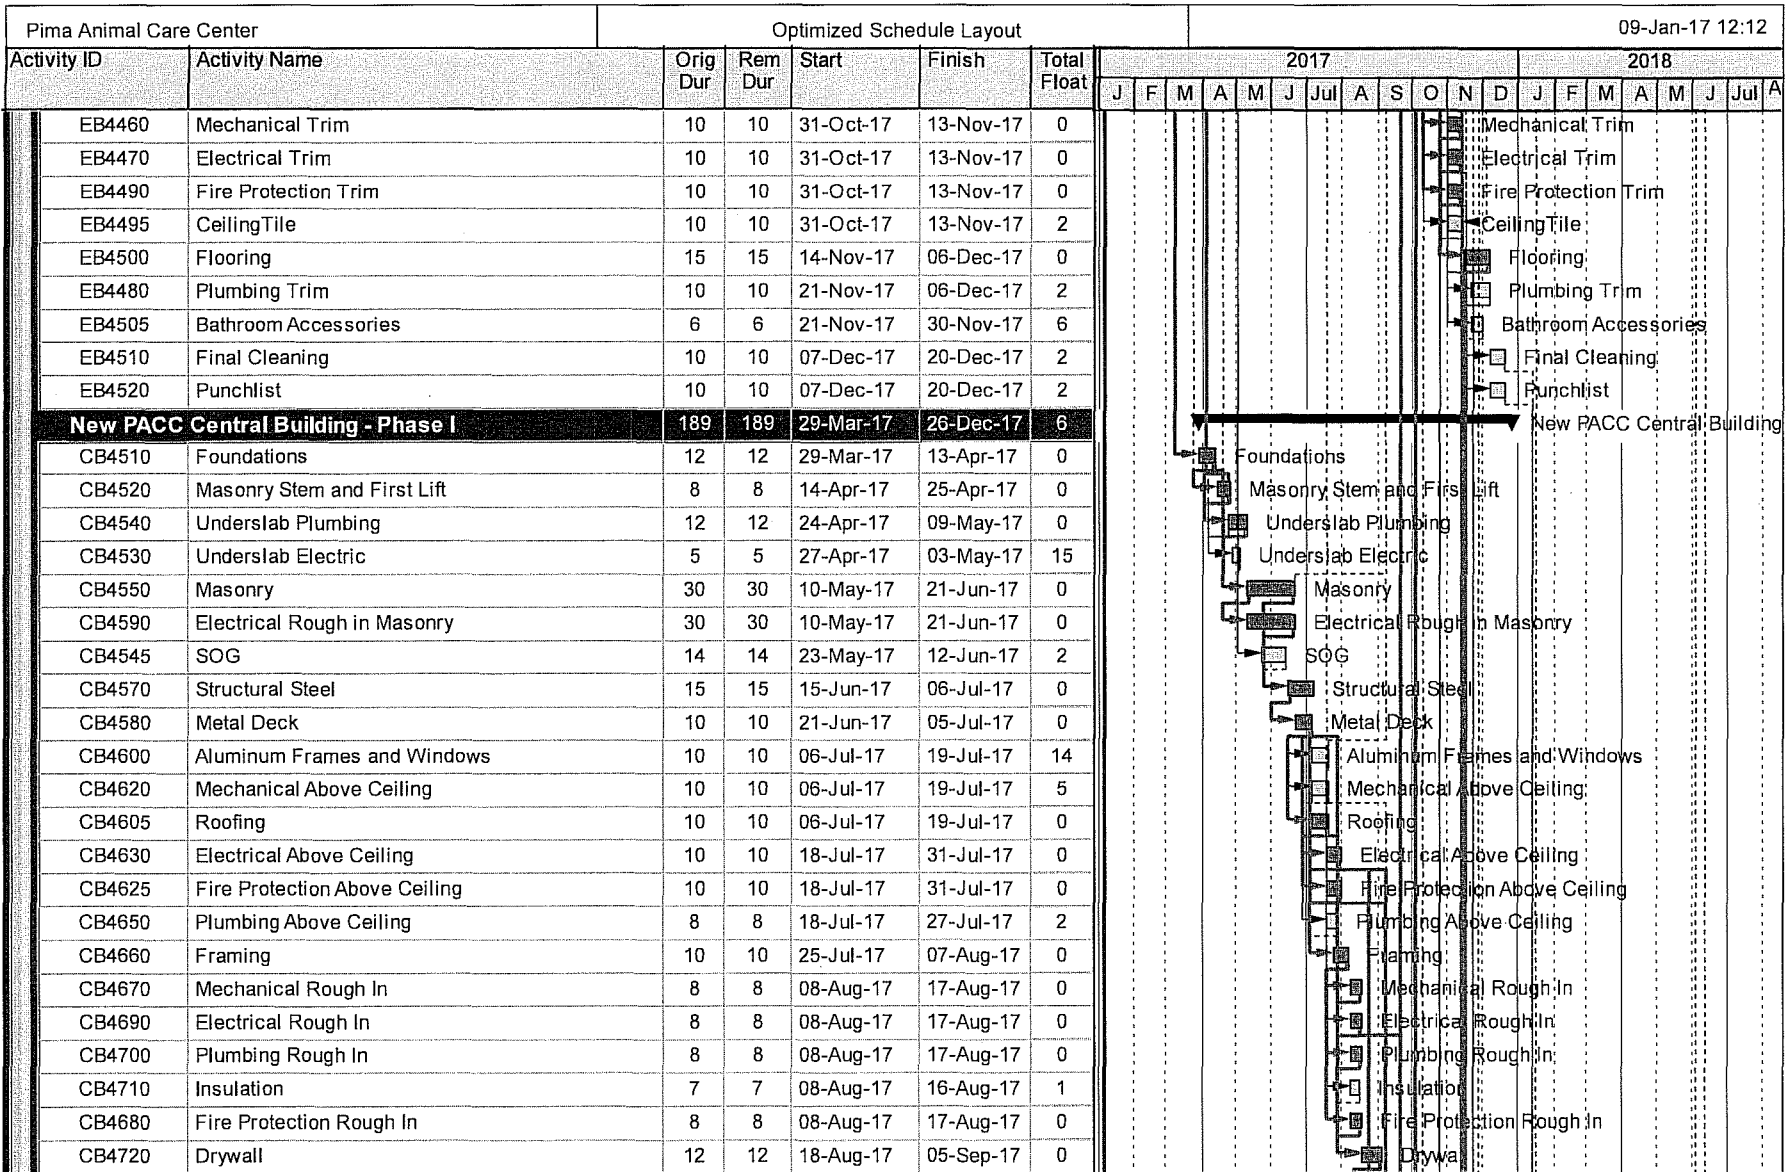 Pima Animal Care Center Optimized Schedule Layout 09-Jan-17 12:12
Activity ID Activity Name Orig Dur Rem Dur Start Finish Total Float 2017 2018
J F M A M J Jul A S O N D J F M A M J Jul A
EB4460 Mechanical Trim 10 10 31-Oct-17 13-Nov-17 0 Mechanical Trim
EB4470 Electrical Trim 10 10 31-Oct-17 13-Nov-17 0 Electrical Trim
EB4490 Fire Protection Trim 10 10 31-Oct-17 13-Nov-17 0 Fire Protection Trim
EB4495 CeilingTile 10 10 31-Oct-17 13-Nov-17 2 CeilingTile
EB4500 Flooring 15 15 14-Nov-17 06-Dec-17 0 Flooring
EB4480 Plumbing Trim 10 10 21-Nov-17 06-Dec-17 2 Plumbing Trim
EB4505 Bathroom Accessories 6 6 21-Nov-17 30-Nov-17 6 Bathroom Accessories
EB4510 Final Cleaning 10 10 07-Dec-17 20-Dec-17 2 Final Cleaning
EB4520 Punchlist 10 10 07-Dec-17 20-Dec-17 2 Punchlist
New PACC Central Building - Phase I 189 189 29-Mar-17 26-Dec-17 6 New PACC Central Building
CB4510 Foundations 12 12 29-Mar-17 13-Apr-17 0 Foundations
CB4520 Masonry Stem and First Lift 8 8 14-Apr-17 25-Apr-17 0 Masonry Stem and First Lift
CB4540 Underslab Plumbing 12 12 24-Apr-17 09-May-17 0 Underslab Plumbing
CB4530 Underslab Electric 5 5 27-Apr-17 03-May-17 15 Underslab Electric
CB4550 Masonry 30 30 10-May-17 21-Jun-17 0 Masonry
CB4590 Electrical Rough in Masonry 30 30 10-May-17 21-Jun-17 0 Electrical Rough in Masonry
CB4545 SOG 14 14 23-May-17 12-Jun-17 2 SOG
CB4570 Structural Steel 15 15 15-Jun-17 06-Jul-17 0 Structural Steel
CB4580 Metal Deck 10 10 21-Jun-17 05-Jul-17 0 Metal Deck
CB4600 Aluminum Frames and Windows 10 10 06-Jul-17 19-Jul-17 14 Aluminum Frames and Windows
CB4620 Mechanical Above Ceiling 10 10 06-Jul-17 19-Jul-17 5 Mechanical Above Ceiling
CB4605 Roofing 10 10 06-Jul-17 19-Jul-17 0 Roofing
CB4630 Electrical Above Ceiling 10 10 18-Jul-17 31-Jul-17 0 Electrical Above Ceiling
CB4625 Fire Protection Above Ceiling 10 10 18-Jul-17 31-Jul-17 0 Fire Protection Above Ceiling
CB4650 Plumbing Above Ceiling 8 8 18-Jul-17 27-Jul-17 2 Plumbing Above Ceiling
CB4660 Framing 10 10 25-Jul-17 07-Aug-17 0 Framing
CB4670 Mechanical Rough In 8 8 08-Aug-17 17-Aug-17 0 Mechanical Rough In
CB4690 Electrical Rough In 8 8 08-Aug-17 17-Aug-17 0 Electrical Rough In
CB4700 Plumbing Rough In 8 8 08-Aug-17 17-Aug-17 0 Plumbing Rough In
CB4710 Insulation 7 7 08-Aug-17 16-Aug-17 1 Insulation
CB4680 Fire Protection Rough In 8 8 08-Aug-17 17-Aug-17 0 Fire Protection Rough In
CB4720 Drywall 12 12 18-Aug-17 05-Sep-17 0 Drywall